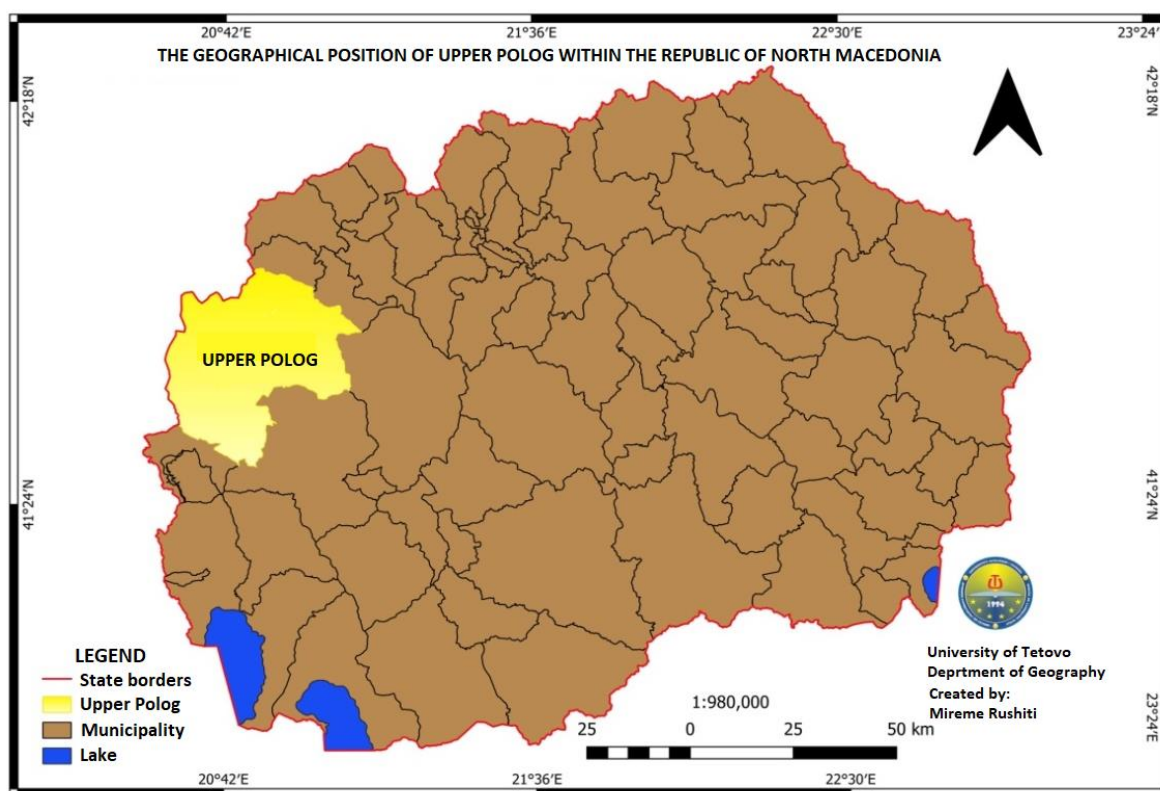 20°42′E 21°36′E 22°30′E 23°24′E
THE GEOGRAPHICAL POSITION OF UPPER POLOG WITHIN THE REPUBLIC OF NORTH MACEDONIA
42°18′N 42°18′N
UPPER POLOG
41°24′N 41°24′N
1994
University of Tetovo
Deprtment of Geography
Created by:
Mireme Rushiti
LEGEND
State borders
Upper Polog
Municipality
Lake
1:980,000
25 0 25 50 km
23°24′E
20°42′E 21°36′E 22°30′E